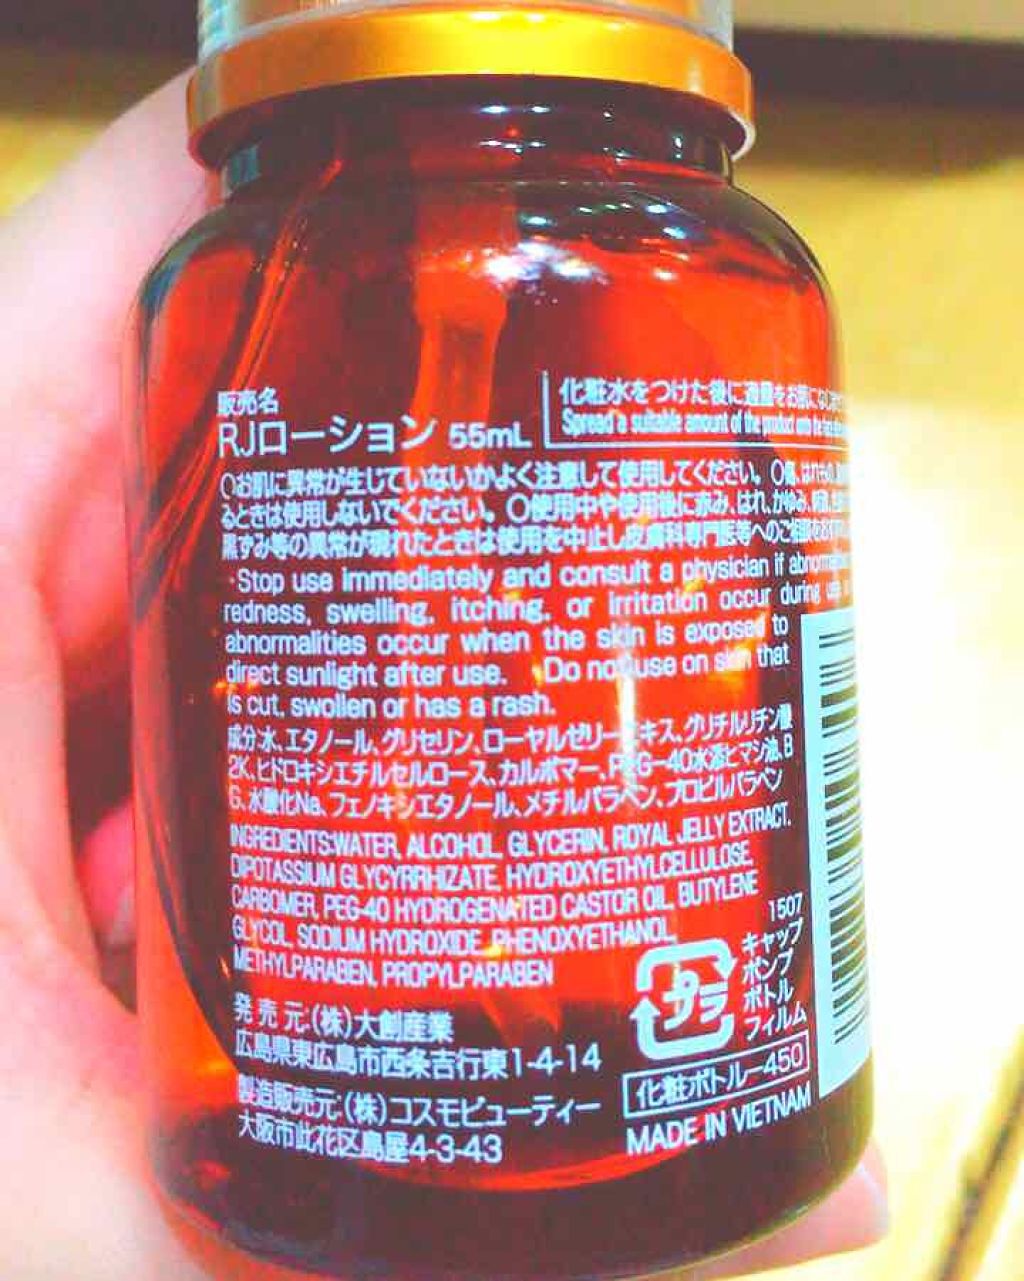 販売名
RJローション 55mL
化粧水をつけた後に適量をお肌になじませ
Spread a suitable amount of the product onto the
○お肌に異常が生じていないかよく注意して使用してください。○傷、はれもの、
るときは使用しないでください。○使用中や使用後に赤み、はれ、かゆみ、刺激、
黒ずみ等の異常が現れたときは使用を中止し皮膚科専門医等へのご相談を
・Stop use immediately and consult a physician if
redness, swelling, itching, or irritation occur during use
abnormalities occur when the skin is exposed to
direct sunlight after use. Do not use on skin that
is cut, swollen or has a rash.
成分:水、エタノール、グリセリン、ローヤルゼリーエキス、グリチルリチン酸
2K、ヒドロキシエチルセルロース、カルボマー、PEG-40水添ヒマシ油、B
G、水酸化Na、フェノキシエタノール、メチルパラベン、プロピルパラベン
INGREDIENTS:WATER, ALCOHOL, GLYCERIN, ROYAL JELLY EXTRACT,
DIPOTASSIUM GLYCYRRHIZATE, HYDROXYETHYLCELLULOSE,
CARBOMER, PEG-40 HYDROGENATED CASTOR OIL, BUTYLENE
GLYCOL, SODIUM HYDROXIDE, PHENOXYETHANOL,
METHYLPARABEN, PROPYLPARABEN
発売元:(株)大創産業
広島県東広島市西条吉行東1-4-14
製造販売元:(株)コスモビューティー
大阪市此花区島屋4-3-43
1507
キャップ
ポンプ
ボトル
フィルム
プラ
化粧ボトルー450
MADE IN VIETNAM